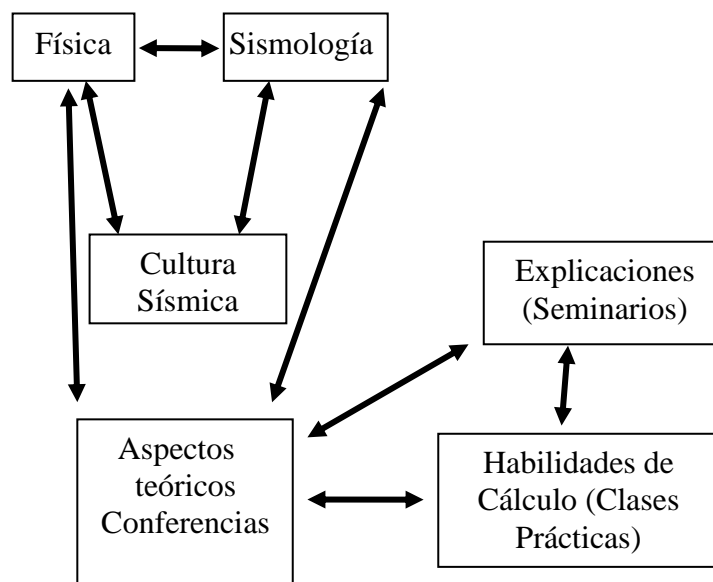 Física
Sismología
Cultura
Sísmica
Explicaciones
(Seminarios)
Aspectos
teóricos
Conferencias
Habilidades de
Cálculo (Clases
Prácticas)